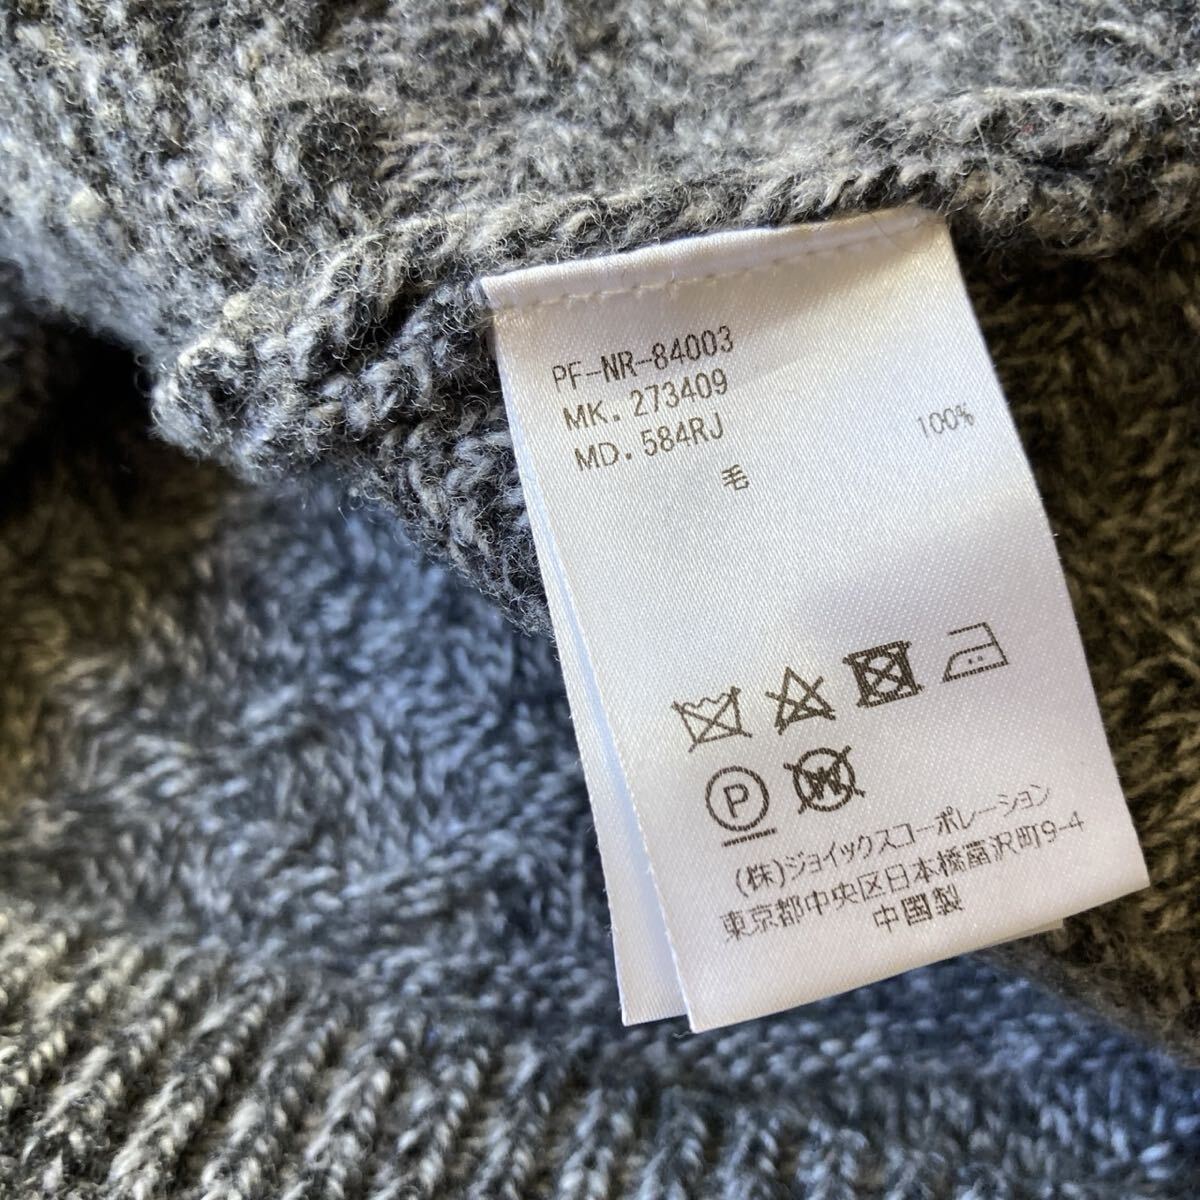 PF-NR-84003
MK. 273409
MD. 584RJ
毛 100%
P
W
(株)ジョイックスコーポレーション
東京都中央区日本橋富沢町9-4
中国製